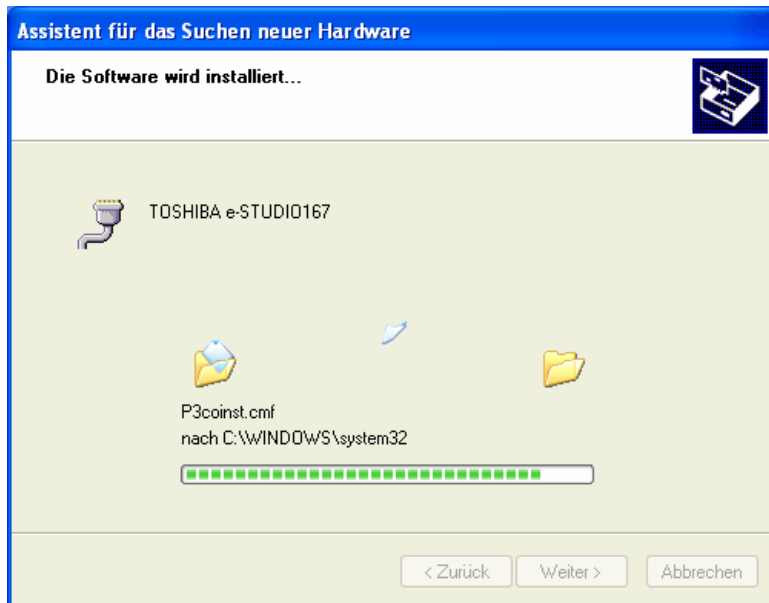 Assistent für das Suchen neuer Hardware
Die Software wird installiert...
TOSHIBA e-STUDIO167
P3coinst.cmf
nach C:\WINDOWS\system32
< Zurück Weiter > Abbrechen